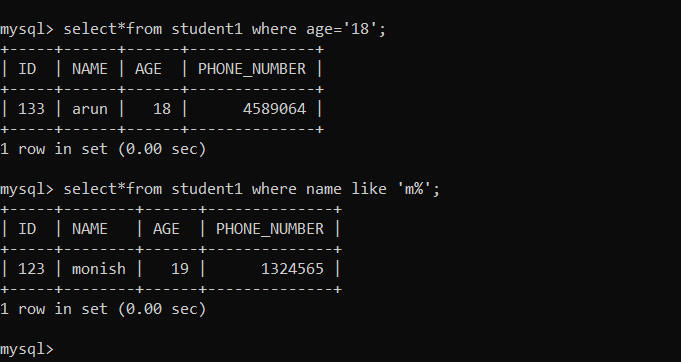 mysql> select*from student1 where age='18';
+-----+------+------+--------------+
| ID  | NAME | AGE  | PHONE_NUMBER |
+-----+------+------+--------------+
| 133 | arun |   18 |      4589064 |
+-----+------+------+--------------+
1 row in set (0.00 sec)

mysql> select*from student1 where name like 'm%';
+-----+--------+------+--------------+
| ID  | NAME   | AGE  | PHONE_NUMBER |
+-----+--------+------+--------------+
| 123 | monish |   19 |      1324565 |
+-----+--------+------+--------------+
1 row in set (0.00 sec)

mysql>